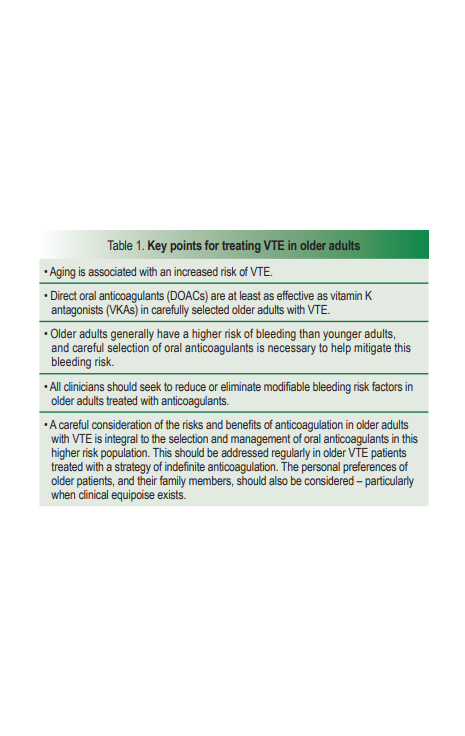 Table 1. Key points for treating VTE in older adults
• Aging is associated with an increased risk of VTE.
• Direct oral anticoagulants (DOACs) are at least as effective as vitamin K
antagonists (VKAs) in carefully selected older adults with VTE.
• Older adults generally have a higher risk of bleeding than younger adults,
and careful selection of oral anticoagulants is necessary to help mitigate this
bleeding risk.
• All clinicians should seek to reduce or eliminate modifiable bleeding risk factors in
older adults treated with anticoagulants.
• A careful consideration of the risks and benefits of anticoagulation in older adults
with VTE is integral to the selection and management of oral anticoagulants in this
higher risk population. This should be addressed regularly in older VTE patients
treated with a strategy of indefinite anticoagulation. The personal preferences of
older patients, and their family members, should also be considered – particularly
when clinical equipoise exists.